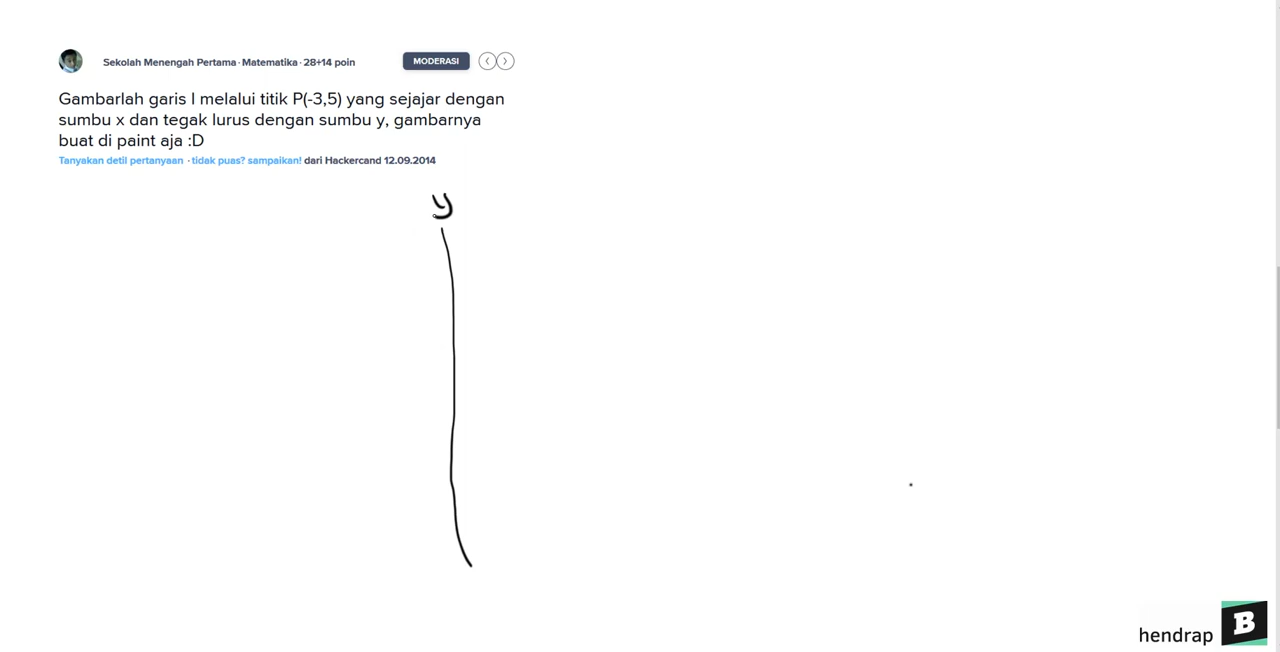 Sekolah Menengah Pertama · Matematika · 28+14 poin
MODERASI
Gambarlah garis l melalui titik P(-3,5) yang sejajar dengan
sumbu x dan tegak lurus dengan sumbu y, gambarnya
buat di paint aja :D
Tanyakan detil pertanyaan · tidak puas? sampaikan! dari Hackercand 12.09.2014
y
hendrap
B